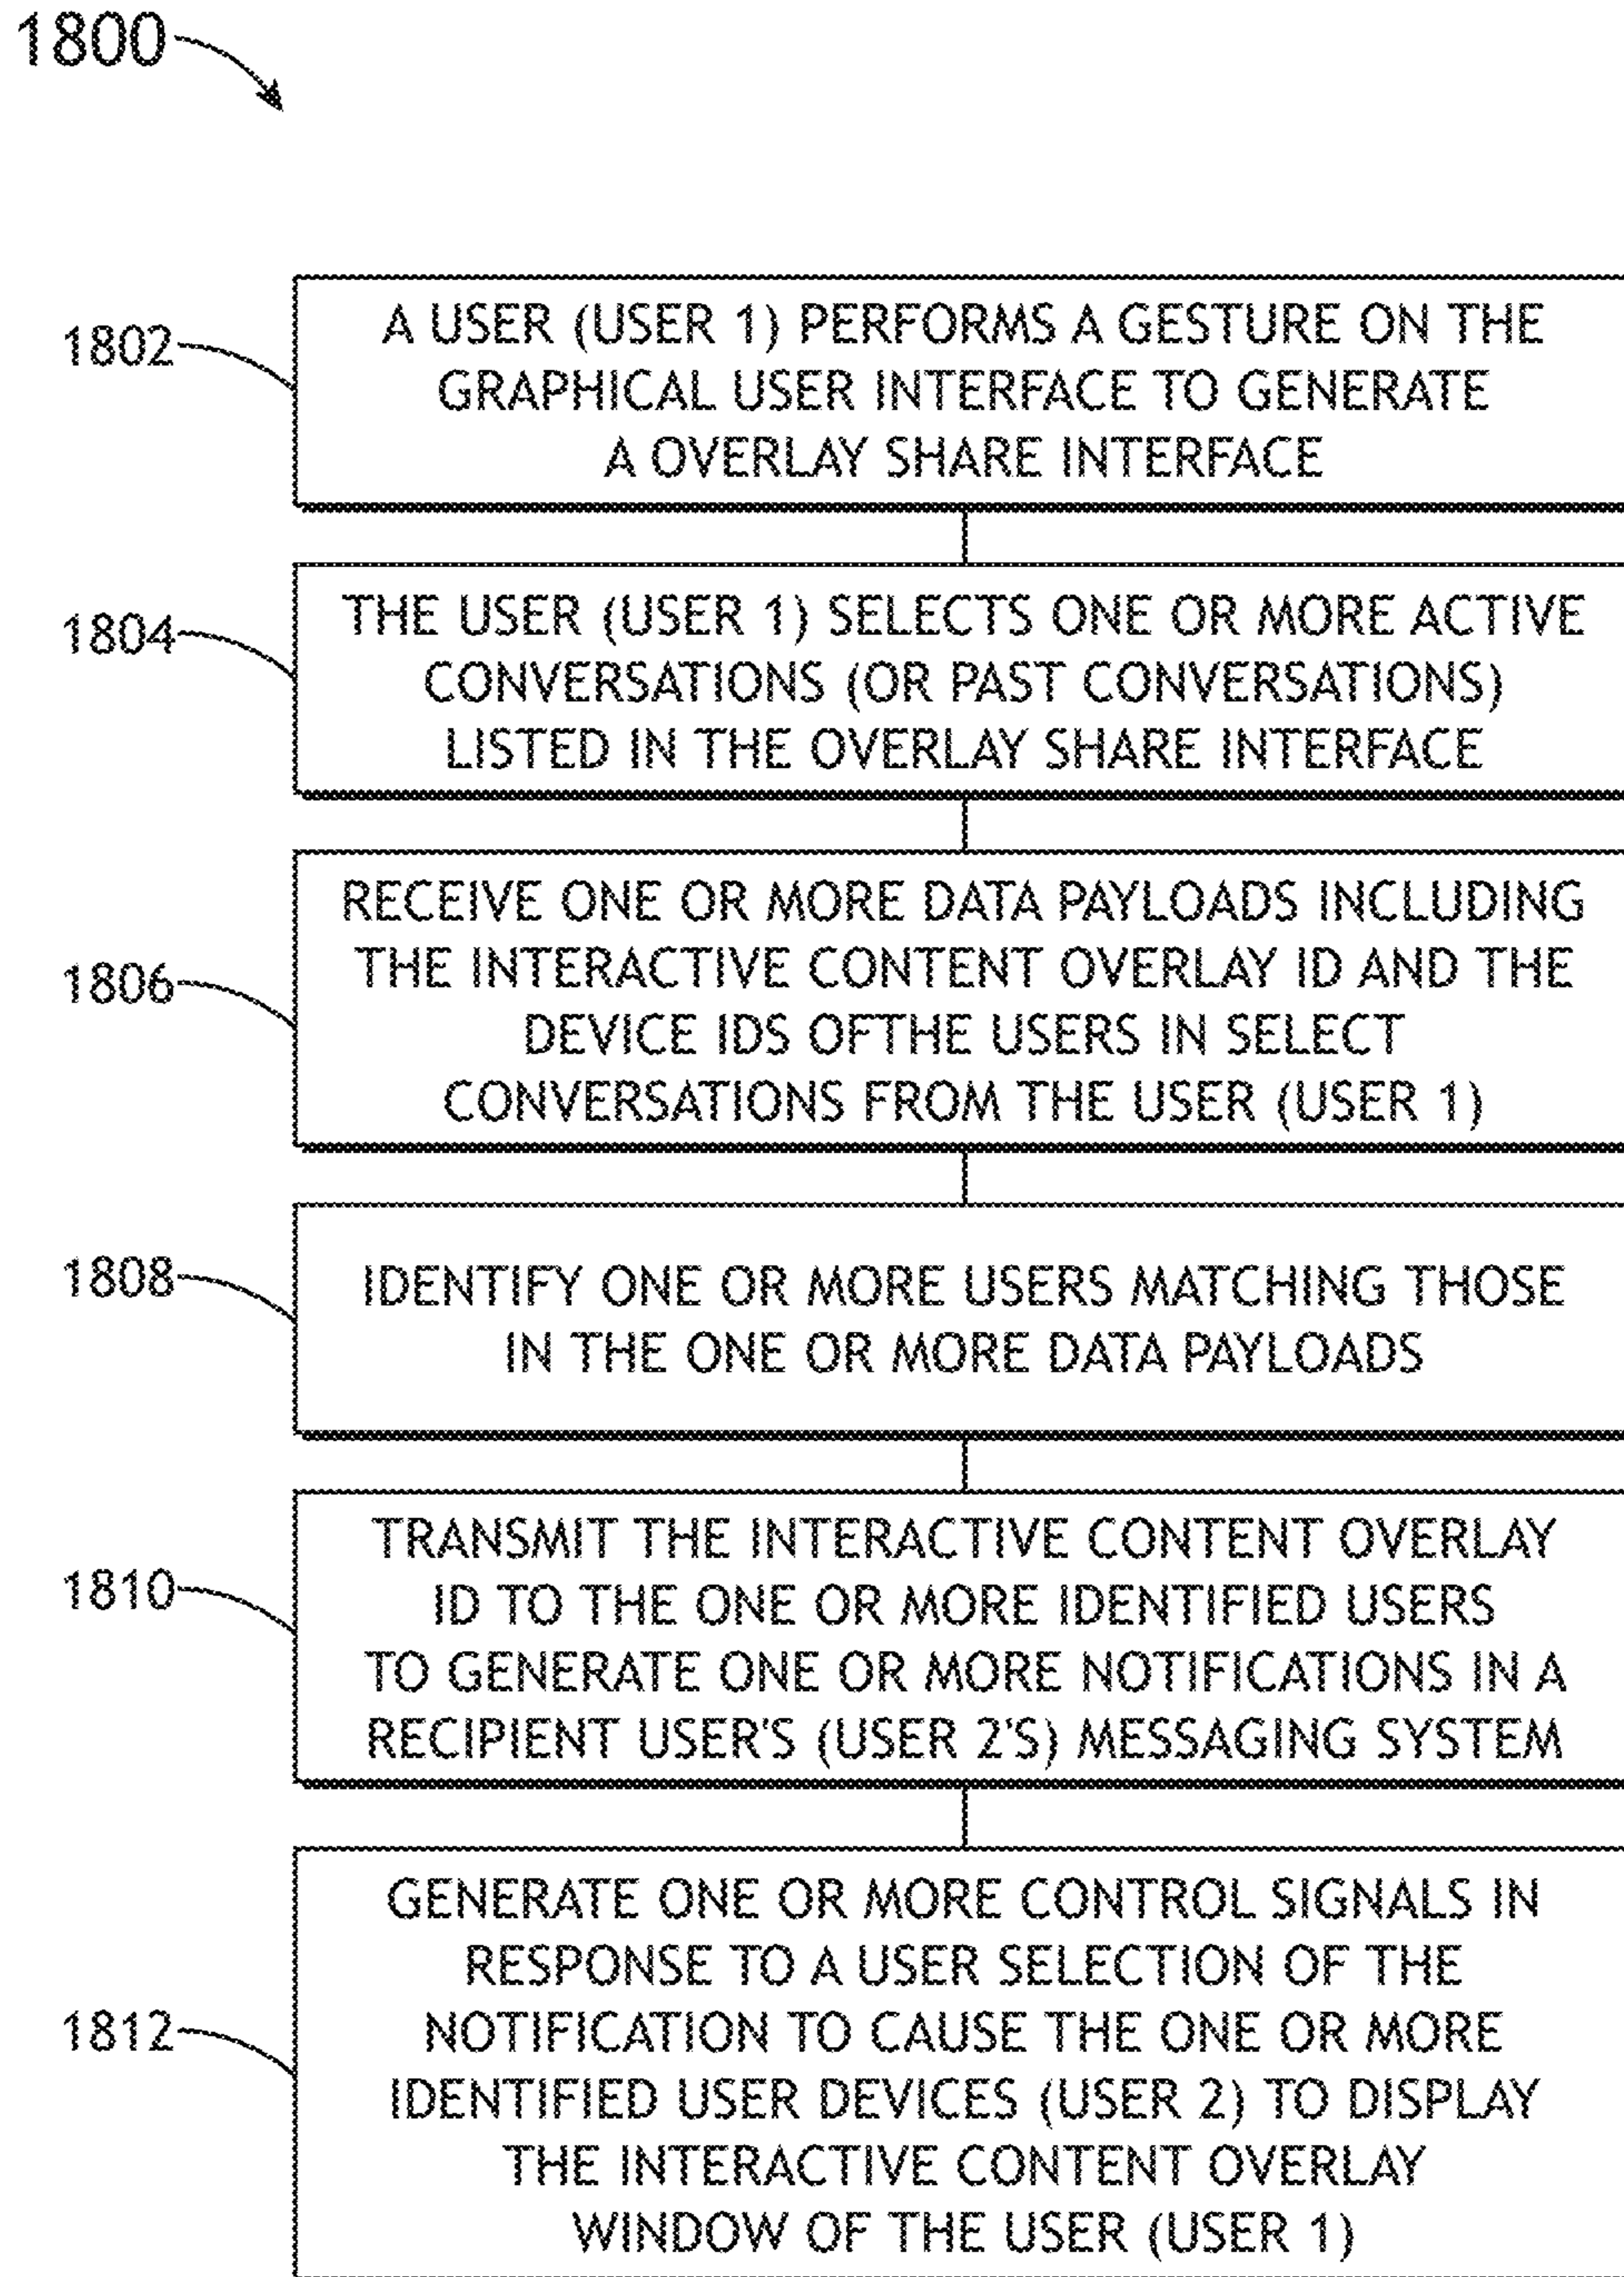 1800
1802
A USER (USER 1) PERFORMS A GESTURE ON THE
GRAPHICAL USER INTERFACE TO GENERATE
A OVERLAY SHARE INTERFACE
1804
THE USER (USER 1) SELECTS ONE OR MORE ACTIVE
CONVERSATIONS (OR PAST CONVERSATIONS)
LISTED IN THE OVERLAY SHARE INTERFACE
1806
RECEIVE ONE OR MORE DATA PAYLOADS INCLUDING
THE INTERACTIVE CONTENT OVERLAY ID AND THE
DEVICE IDS OFTHE USERS IN SELECT
CONVERSATIONS FROM THE USER (USER 1)
1808
IDENTIFY ONE OR MORE USERS MATCHING THOSE
IN THE ONE OR MORE DATA PAYLOADS
1810
TRANSMIT THE INTERACTIVE CONTENT OVERLAY
ID TO THE ONE OR MORE IDENTIFIED USERS
TO GENERATE ONE OR MORE NOTIFICATIONS IN A
RECIPIENT USER'S (USER 2'S) MESSAGING SYSTEM
1812
GENERATE ONE OR MORE CONTROL SIGNALS IN
RESPONSE TO A USER SELECTION OF THE
NOTIFICATION TO CAUSE THE ONE OR MORE
IDENTIFIED USER DEVICES (USER 2) TO DISPLAY
THE INTERACTIVE CONTENT OVERLAY
WINDOW OF THE USER (USER 1)